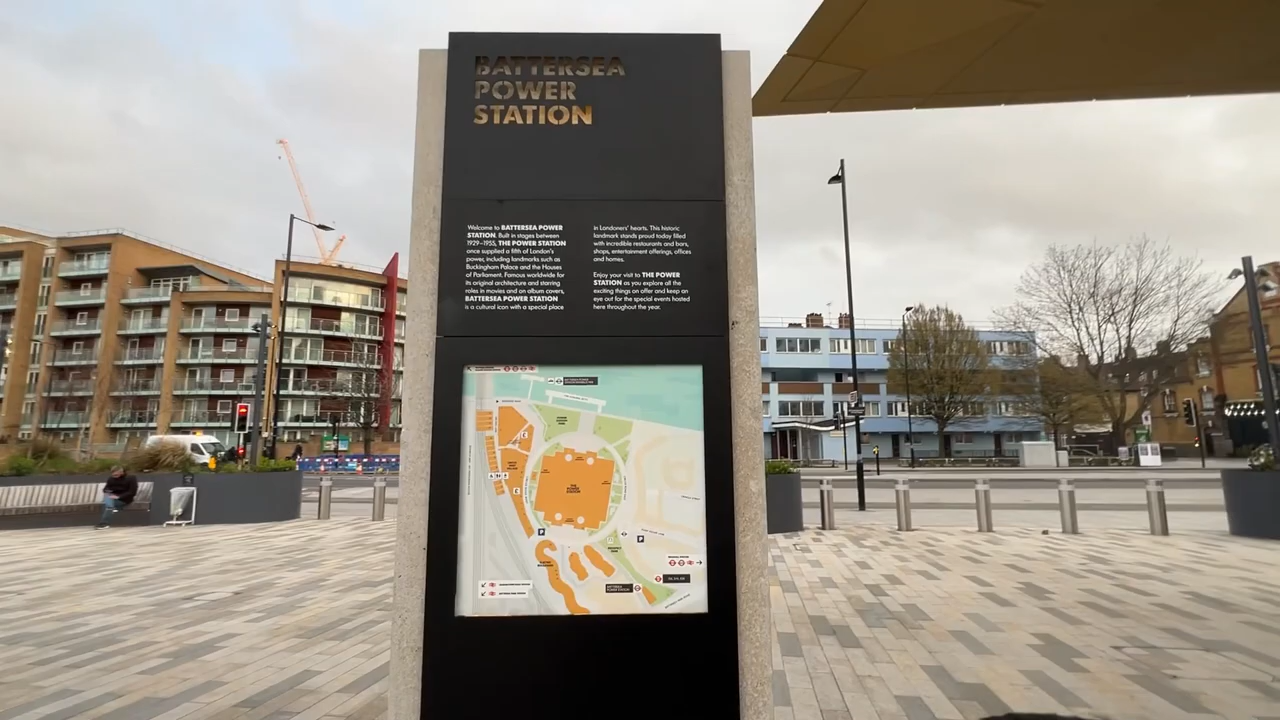 BATTERSEA
POWER
STATION
Welcome to BATTERSEA POWER
STATION. Built in stages between
1929–1955, THE POWER STATION
once supplied a fifth of London's
power, including landmarks such as
Buckingham Palace and the Houses
of Parliament. Famous worldwide for
its original architecture and starring
roles in movies and on album covers,
BATTERSEA POWER STATION
is a cultural icon with a special place
in Londoners' hearts. This historic
landmark stands proud today filled
with incredible restaurants and bars,
shops, entertainment offerings, offices
and homes.
Enjoy your visit to THE POWER
STATION as you explore all the
exciting things on offer and keep an
eye out for the special events hosted
here throughout the year.
THE
POWER
STATION
P
P